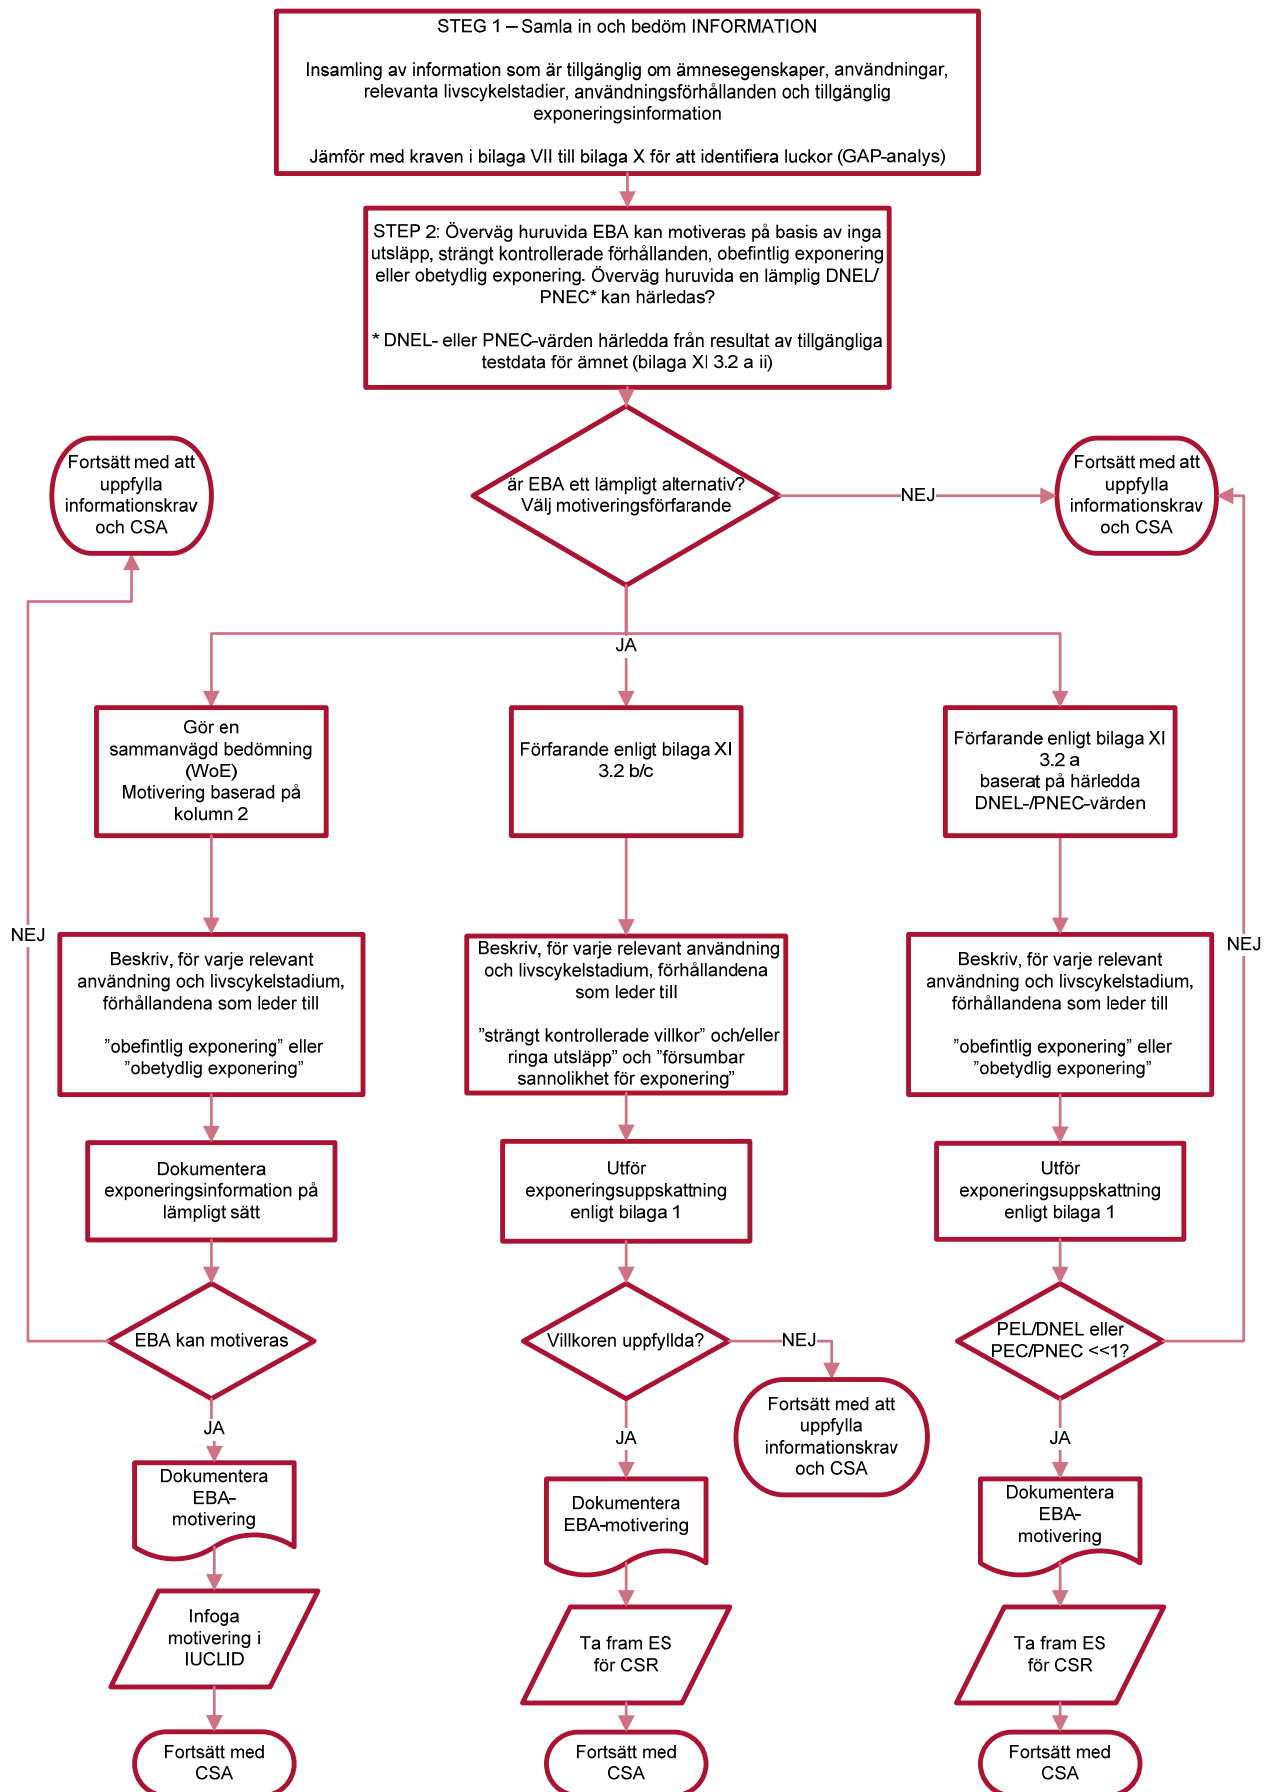 STEG 1 – Samla in och bedöm INFORMATION
Insamling av information som är tillgänglig om ämnesegenskaper, användningar,
relevanta livscykelstadier, användningsförhållanden och tillgänglig
exponeringsinformation
Jämför med kraven i bilaga VII till bilaga X för att identifiera luckor (GAP-analys)
STEP 2: Överväg huruvida EBA kan motiveras på basis av inga
utsläpp, strängt kontrollerade förhållanden, obefintlig exponering
eller obetydlig exponering. Överväg huruvida en lämplig DNEL/
PNEC* kan härledas?
* DNEL- eller PNEC-värden härledda från resultat av tillgängliga
testdata för ämnet (bilaga XI 3.2 a ii)
Fortsätt med att
uppfylla
informationskrav
och CSA
är EBA ett lämpligt alternativ?
Välj motiveringsförfarande
NEJ
Fortsätt med att
uppfylla
informationskrav
och CSA
JA
Gör en
sammanvägd bedömning
(WoE)
Motivering baserad på
kolumn 2
Förfarande enligt bilaga XI
3.2 b/c
Förfarande enligt bilaga XI
3.2 a
baserat på härledda
DNEL-/PNEC-värden
NEJ
NEJ
Beskriv, för varje relevant
användning och livscykelstadium,
förhållandena som leder till
”obefintlig exponering” eller
”obetydlig exponering”
Beskriv, för varje relevant användning
och livscykelstadium, förhållandena
som leder till
”strängt kontrollerade villkor” och/eller
ringa utsläpp” och ”försumbar
sannolikhet för exponering”
Beskriv, för varje relevant
användning och livscykelstadium,
förhållandena som leder till
”obefintlig exponering” eller
”obetydlig exponering”
Dokumentera
exponeringsinformation på
lämpligt sätt
Utför
exponeringsuppskattning
enligt bilaga 1
Utför
exponeringsuppskattning
enligt bilaga 1
EBA kan motiveras
Villkoren uppfyllda?
NEJ
PEL/DNEL eller
PEC/PNEC <<1?
Fortsätt med att
uppfylla
informationskrav
och CSA
JA
JA
JA
Dokumentera
EBA-
motivering
Dokumentera
EBA-motivering
Dokumentera
EBA-
motivering
Infoga
motivering i
IUCLID
Ta fram ES
för CSR
Ta fram ES
för CSR
Fortsätt med
CSA
Fortsätt med
CSA
Fortsätt med
CSA